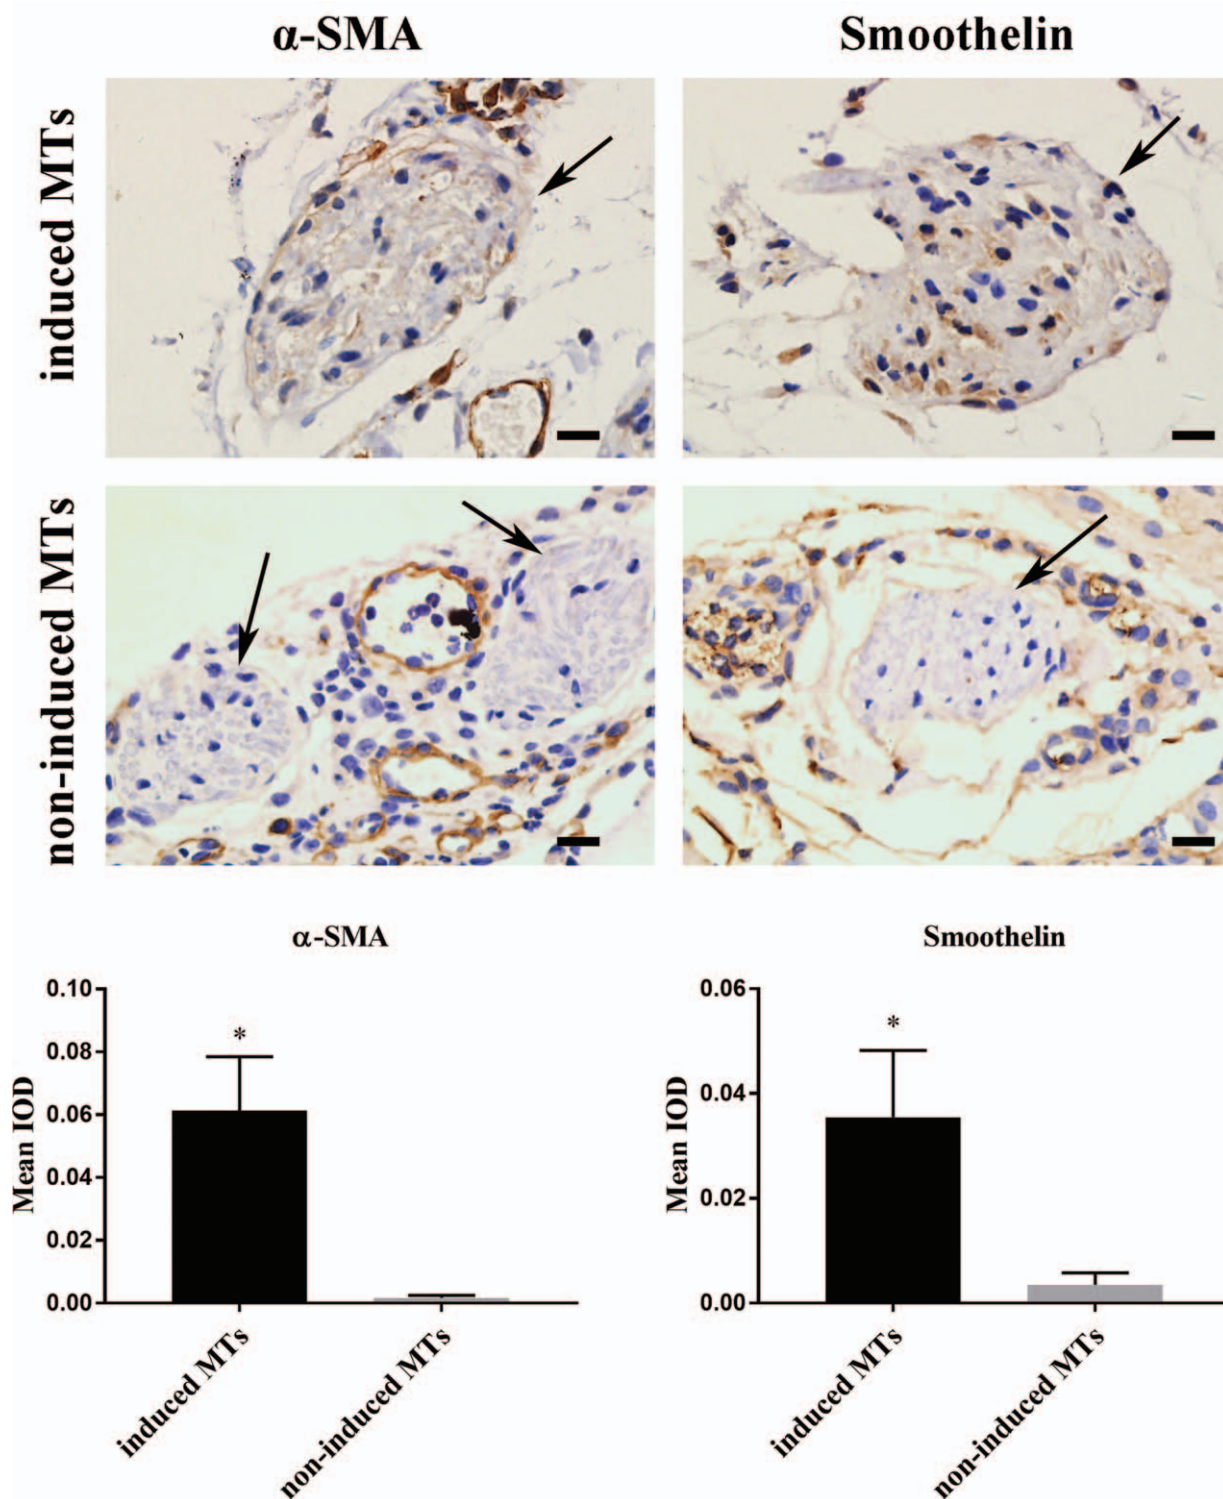 α-SMA
Smoothelin
induced MTs
non-induced MTs
α-SMA
Mean IOD
0.10
0.08
0.06
0.04
0.02
0.00
*
induced MTs
non-induced MTs
Smoothelin
Mean IOD
0.06
0.04
0.02
0.00
*
induced MTs
non-induced MTs